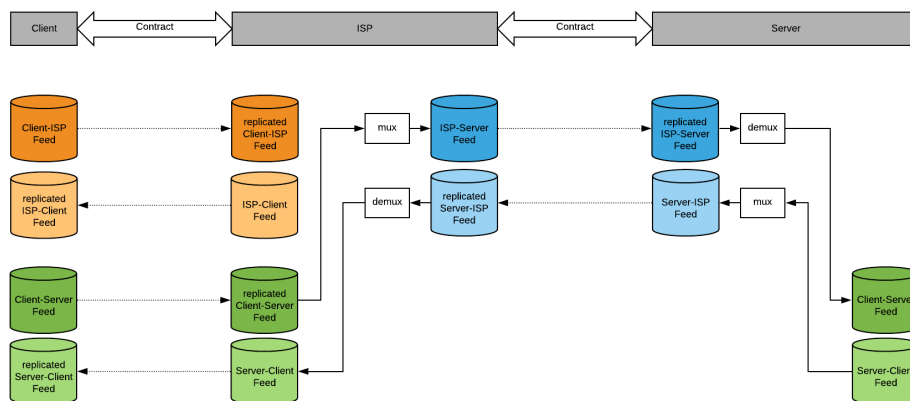 Client
Contract
ISP
Contract
Server
Client-ISP
Feed
replicated
Client-ISP
Feed
mux
ISP-Server
Feed
replicated
ISP-Server
Feed
demux
replicated
ISP-Client
Feed
ISP-Client
Feed
demux
replicated
Server-ISP
Feed
Server-ISP
Feed
mux
Client-Server
Feed
replicated
Client-Server
Feed
Client-Server
Feed
replicated
Server-Client
Feed
Server-Client
Feed
Server-Client
Feed